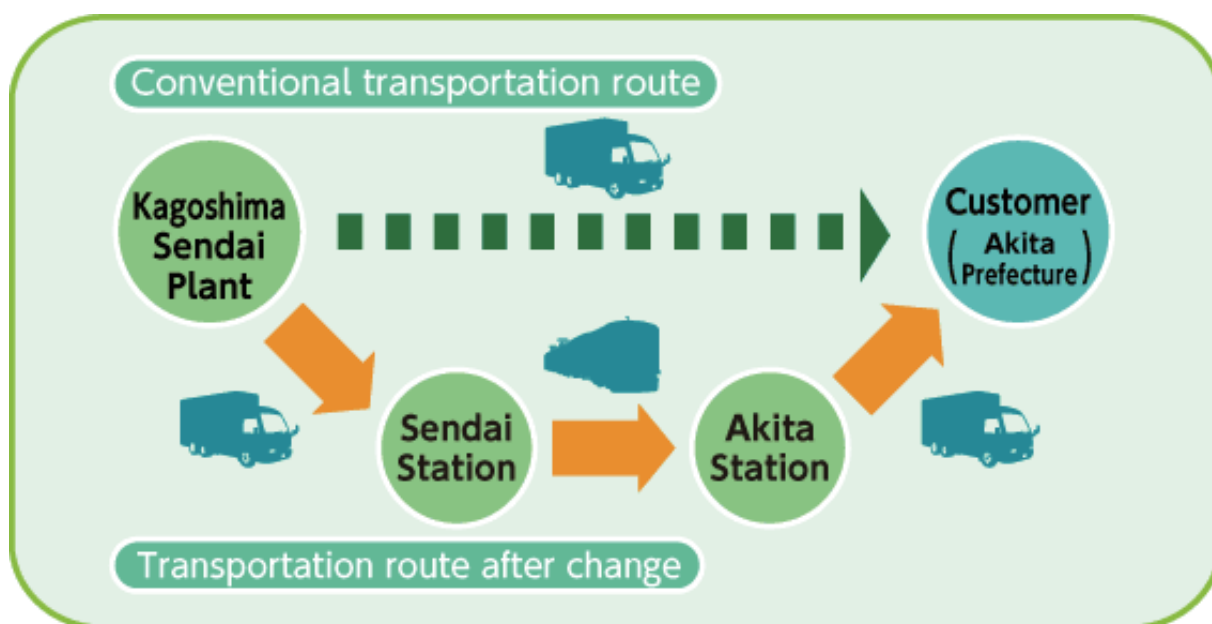 Conventional transportation route
Kagoshima
Sendai
Plant
Customer
( Akita
Prefecture )
Sendai
Station
Akita
Station
Transportation route after change